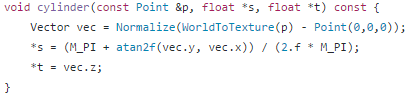 void cylinder(const Point &p, float *s, float *t) const {
    Vector vec = Normalize(WorldToTexture(p) - Point(0,0,0));
    *s = (M_PI + atan2f(vec.y, vec.x)) / (2.f * M_PI);
    *t = vec.z;
}